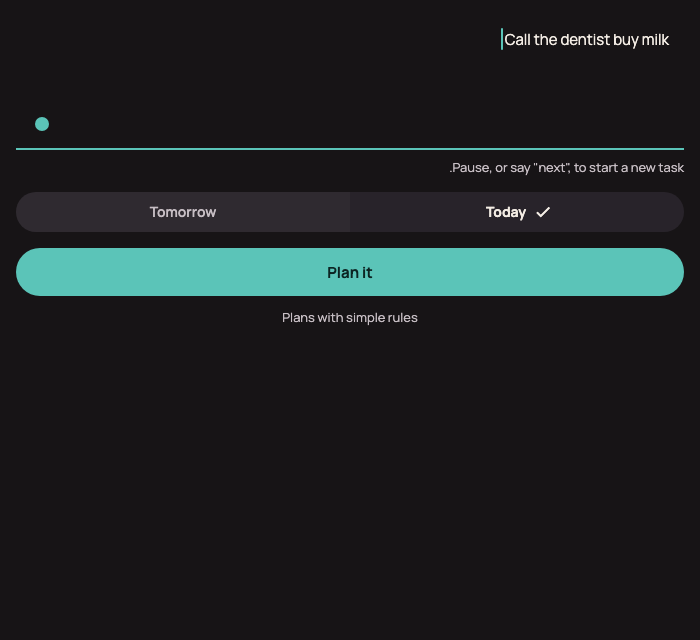 Call the dentist buy milk
.Pause, or say "next", to start a new task
Today
Tomorrow
Plan it
Plans with simple rules